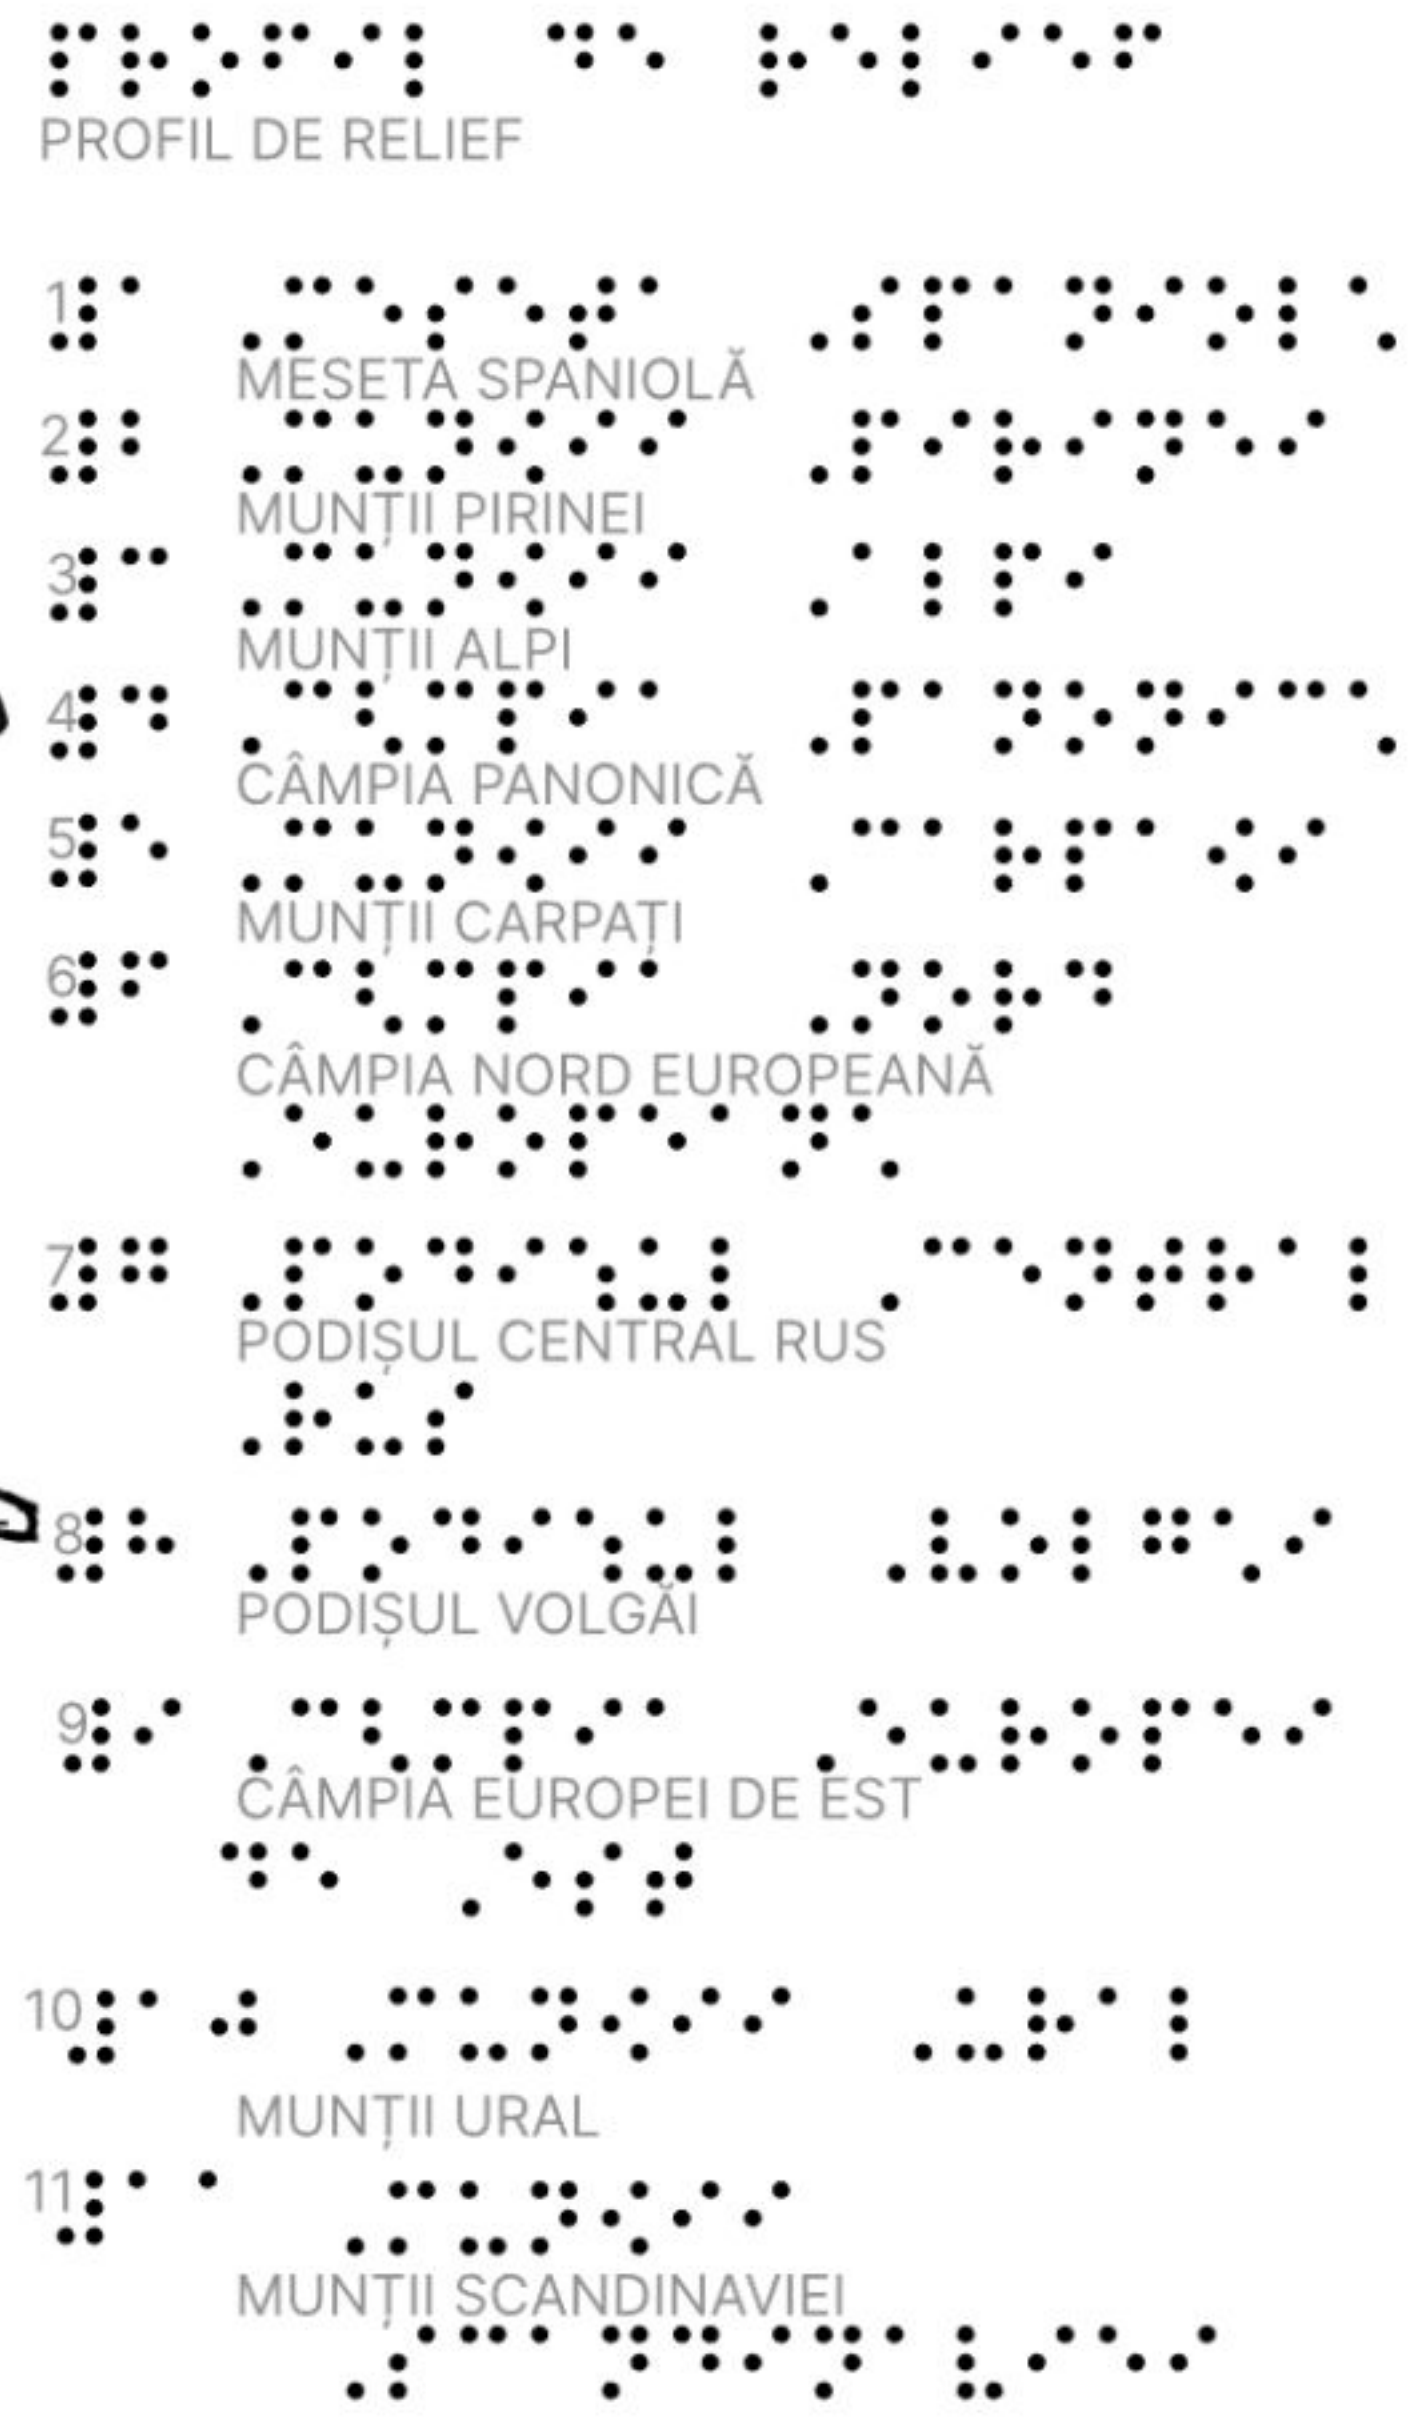 ⠏⠗⠕⠋⠊⠇ ⠙⠑ ⠗⠑⠇⠊⠑⠋
PROFIL DE RELIEF
1 ⠼⠁ ⠠⠍⠑⠎⠑⠞⠁ ⠠⠎⠏⠁⠝⠊⠕⠇⠡
MESETA SPANIOLĂ
2 ⠼⠃ ⠠⠍⠥⠝⠪⠊⠊ ⠠⠏⠊⠗⠊⠝⠑⠊
MUNȚII PIRINEI
3 ⠼⠉ ⠠⠍⠥⠝⠪⠊⠊ ⠠⠁⠇⠏⠊
MUNȚII ALPI
4 ⠼⠙ ⠠⠉⠣⠍⠏⠊⠁ ⠠⠏⠁⠝⠕⠝⠊⠉⠡
CÂMPIA PANONICĂ
5 ⠼⠑ ⠠⠍⠥⠝⠪⠊⠊ ⠠⠉⠁⠗⠏⠁⠪⠊
MUNȚII CARPAȚI
6 ⠼⠋ ⠠⠉⠣⠍⠏⠊⠁ ⠠⠝⠕⠗⠙
CÂMPIA NORD EUROPEANĂ
⠠⠑⠥⠗⠕⠏⠑⠁⠝⠡
7 ⠼⠛ ⠠⠏⠕⠙⠊⠱⠥⠇ ⠠⠉⠑⠝⠞⠗⠁⠇
PODIȘUL CENTRAL RUS
⠠⠗⠥⠎
8 ⠼⠓ ⠠⠏⠕⠙⠊⠱⠥⠇ ⠠⠧⠕⠇⠛⠡⠊
PODIȘUL VOLGĂI
9 ⠼⠊ ⠠⠉⠣⠍⠏⠊⠁ ⠠⠑⠥⠗⠕⠏⠑⠊
CÂMPIA EUROPEI DE EST
⠙⠑ ⠠⠑⠎⠞
10 ⠼⠁⠚ ⠠⠍⠥⠝⠪⠊⠊ ⠠⠥⠗⠁⠇
MUNȚII URAL
11 ⠼⠁⠁ ⠠⠍⠥⠝⠪⠊⠊
MUNȚII SCANDINAVIEI
⠠⠎⠉⠁⠝⠙⠊⠝⠁⠧⠊⠑⠊